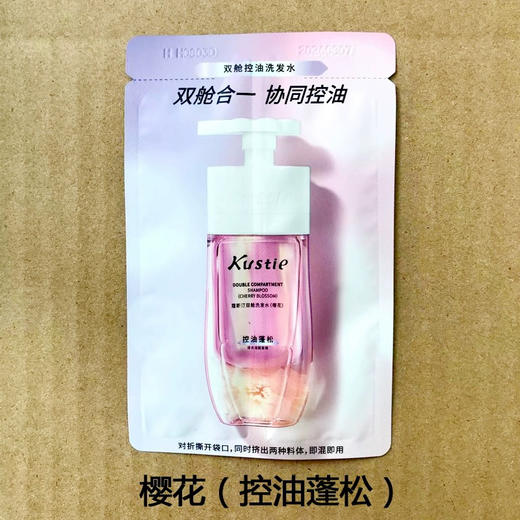 双舱控油洗发水
双舱合一 协同控油
Kustie
DOUBLE COMPARTMENT
SHAMPOO
(CHERRY BLOSSOM)
控油蓬松
对折撕开袋口，同时挤出两种料体，即混即用
樱花（控油蓬松）